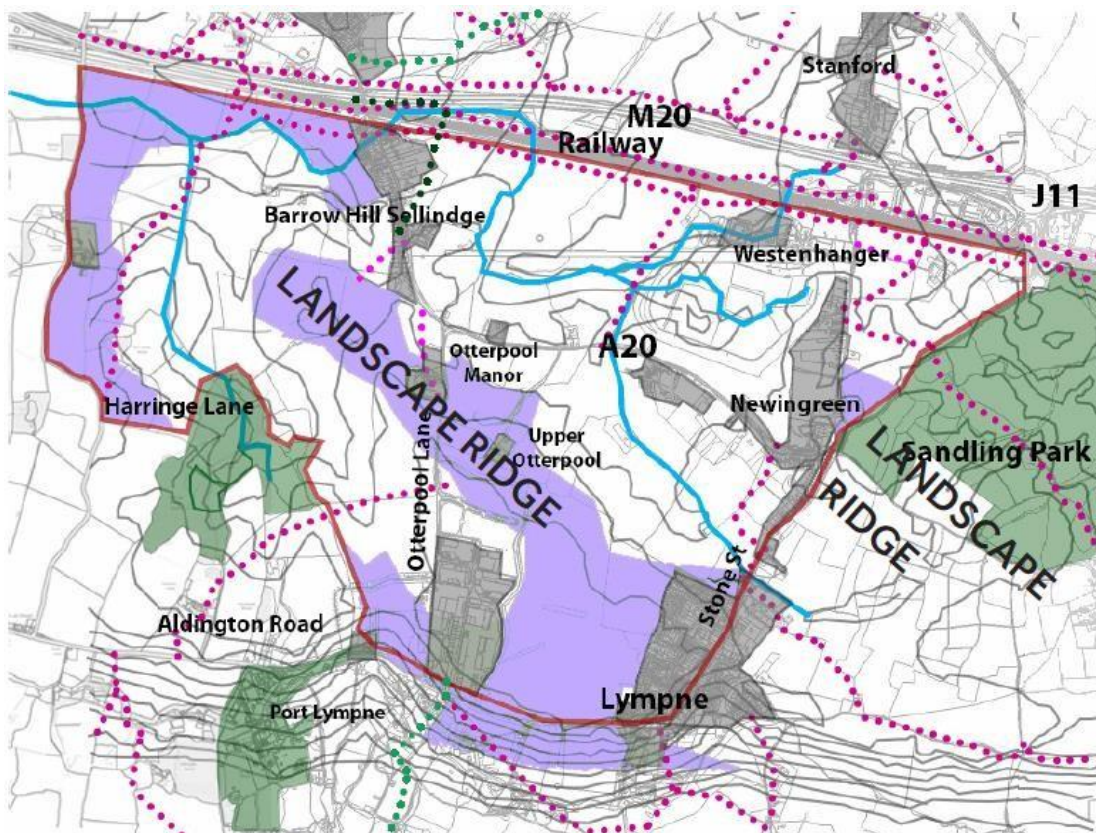 Stanford
M20
Railway
J11
Barrow Hill Sellindge
Westenhanger
LANDSCAPE RIDGE
Otterpool
Manor
A20
Harringe Lane
Newingreen
Otterpool Lane
Upper
Otterpool
Sandling Park
LANDSCAPE
RIDGE
Stone St
Aldington Road
Lympne
Port Lympne